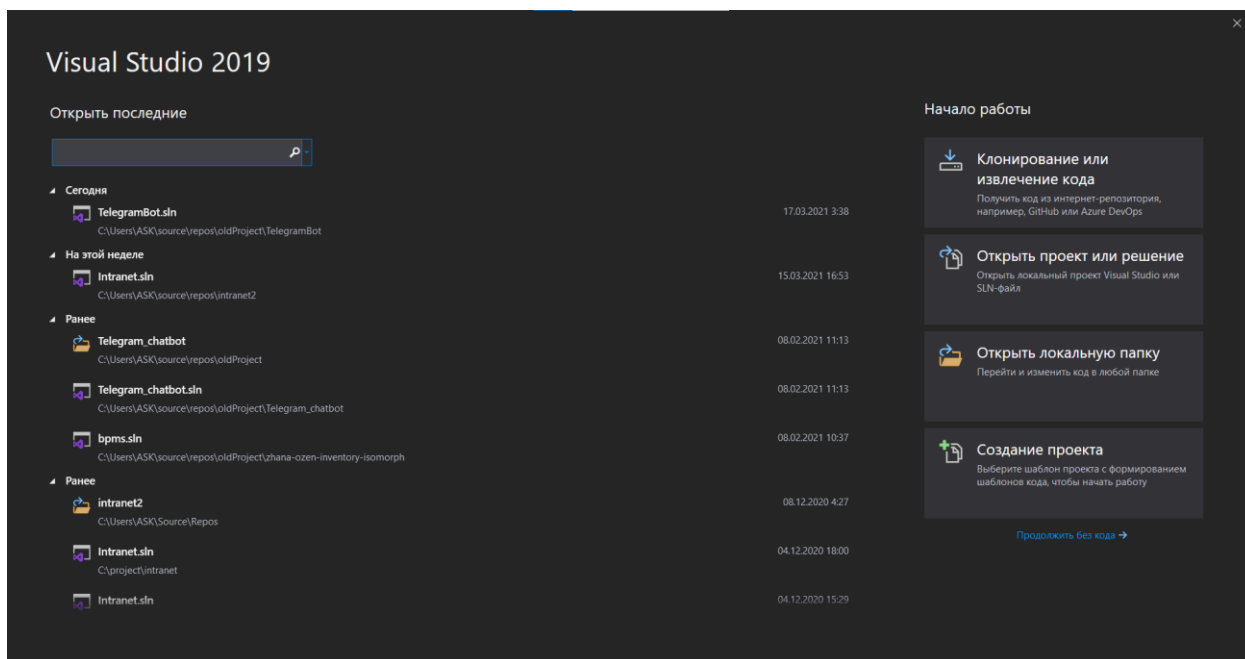 Visual Studio 2019
Открыть последние
Сегодня
TelegramBot.sln
17.03.2021 3:38
C:\Users\ASK\source\repos\oldProject\TelegramBot
На этой неделе
Intranet.sln
15.03.2021 16:53
C:\Users\ASK\source\repos\intranet2
Ранее
Telegram_chatbot
08.02.2021 11:13
C:\Users\ASK\source\repos\oldProject
Telegram_chatbot.sln
08.02.2021 11:13
C:\Users\ASK\source\repos\oldProject\Telegram_chatbot
bpms.sln
08.02.2021 10:37
C:\Users\ASK\source\repos\oldProject\zhana-ozen-inventory-isomorph
Ранее
intranet2
08.12.2020 4:27
C:\Users\ASK\Source\Repos
Intranet.sln
04.12.2020 18:00
C:\project\intranet
Intranet.sln
04.12.2020 15:29
Начало работы
Клонирование или
извлечение кода
Получить код из интернет-репозитория,
например, GitHub или Azure DevOps
Открыть проект или решение
Открыть локальный проект Visual Studio или
SLN-файл
Открыть локальную папку
Перейти и изменить код в любой папке
Создание проекта
Выберите шаблон проекта с формированием
шаблонов кода, чтобы начать работу
Продолжить без кода →